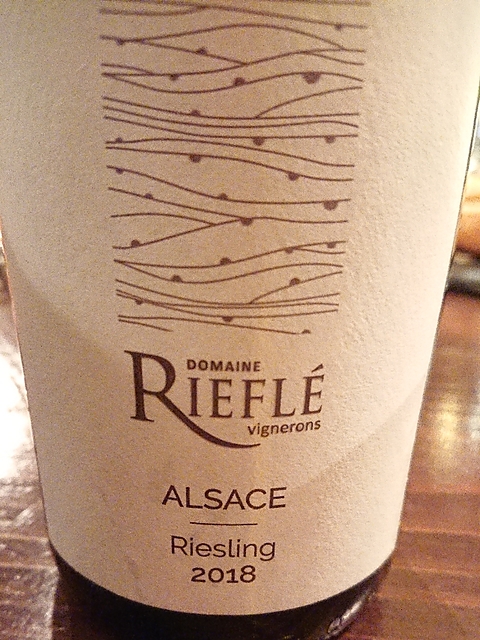 DOMAINE
RIEFLÉ
vignerons
ALSACE
Riesling
2018